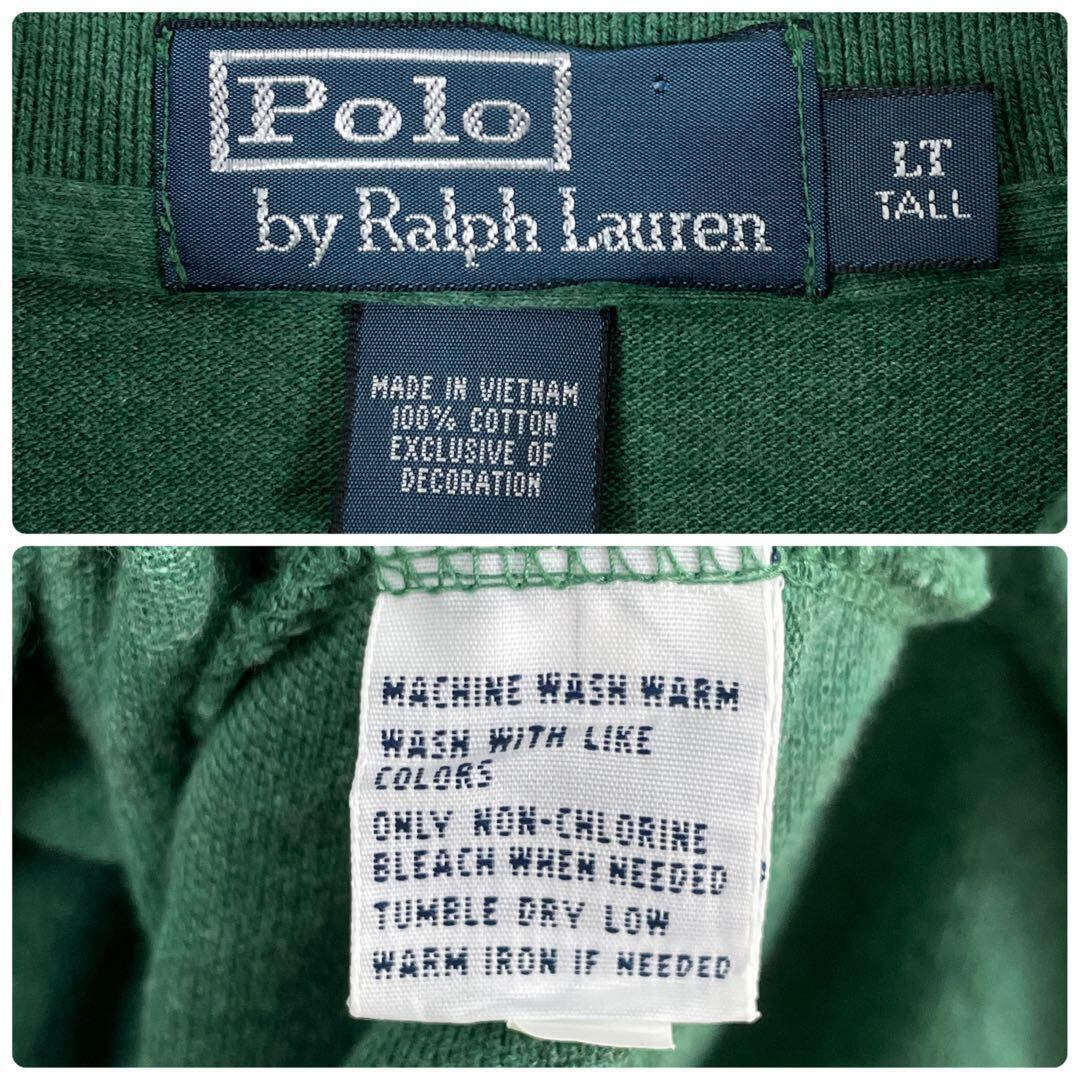 Polo
by Ralph Lauren
LT
TALL
MADE IN VIETNAM
100% COTTON
EXCLUSIVE OF
DECORATION
MACHINE WASH WARM
WASH WITH LIKE
COLORS
ONLY NON-CHLORINE
BLEACH WHEN NEEDED
TUMBLE DRY LOW
WARM IRON IF NEEDED